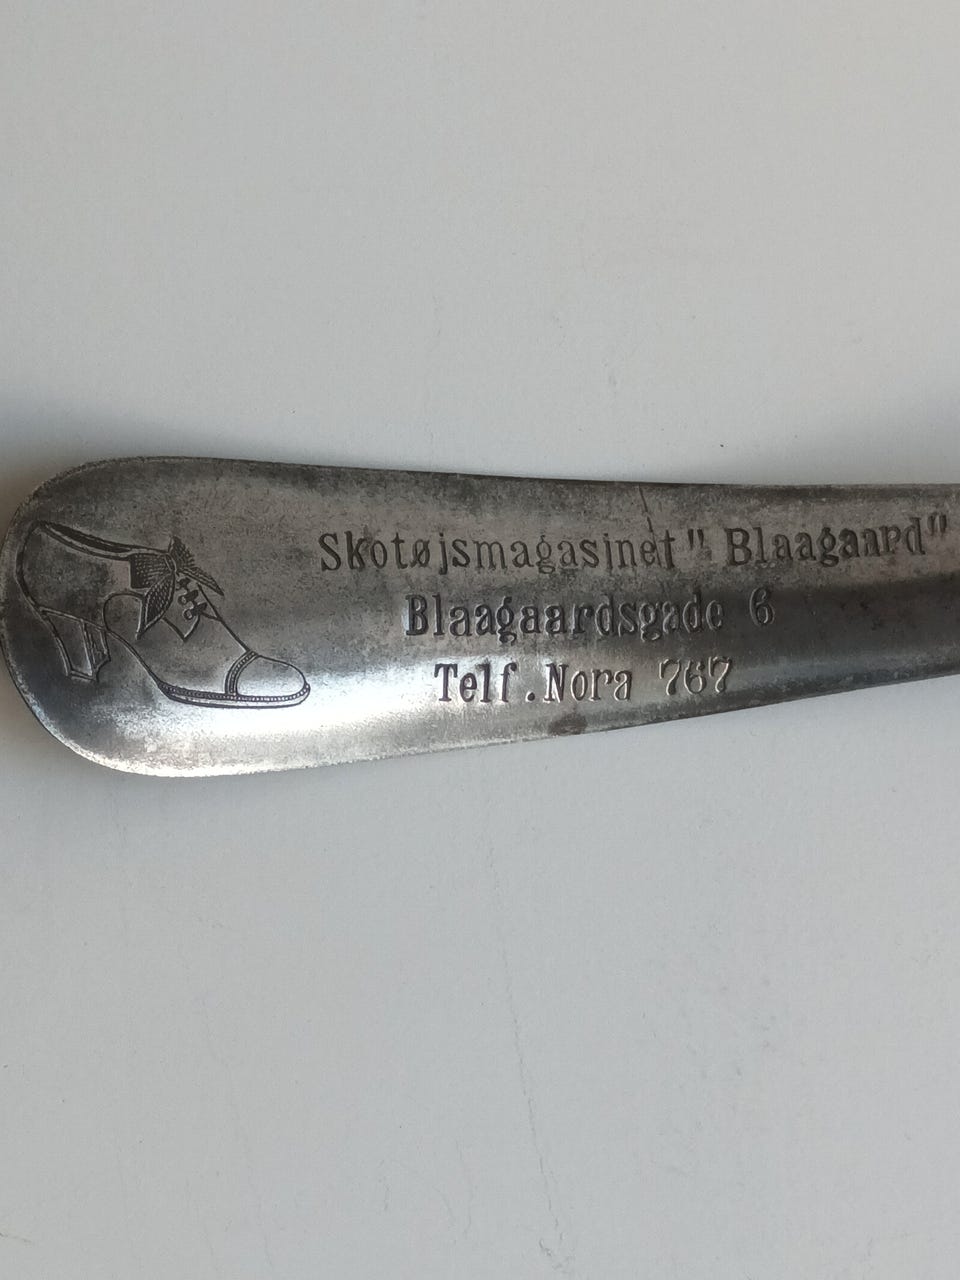 Skotøjsmagasinet "Blaagaard"
Blaagaardsgade 6
Telf. Nora 767